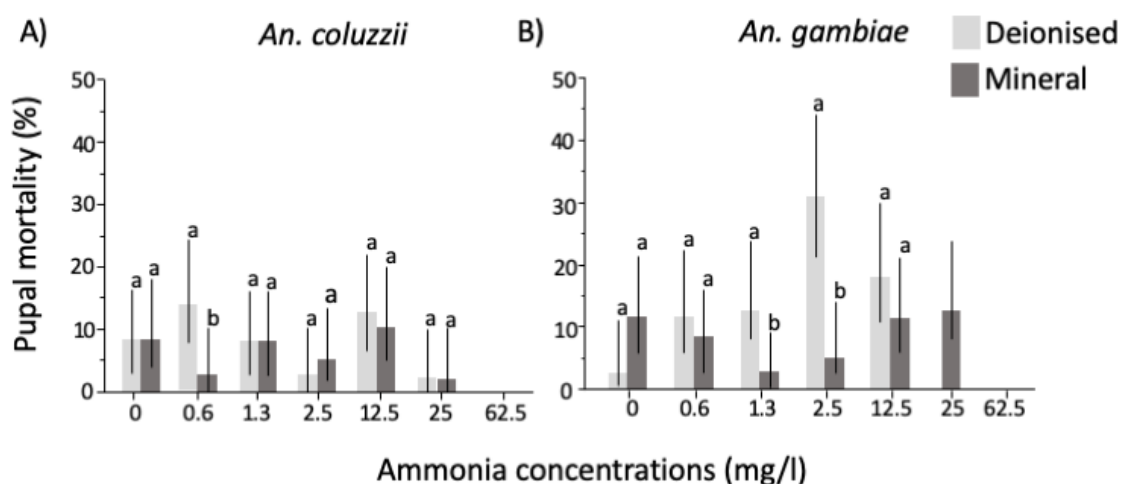 A) An. coluzzii
B) An. gambiae
Deionised
Mineral
Pupal mortality (%)
50
40
30
20
10
0
a a a b a a a a a a a a
0 0.6 1.3 2.5 12.5 25 62.5
50
40
30
20
10
0
a a a a a b a b a a
0 0.6 1.3 2.5 12.5 25 62.5
Ammonia concentrations (mg/l)